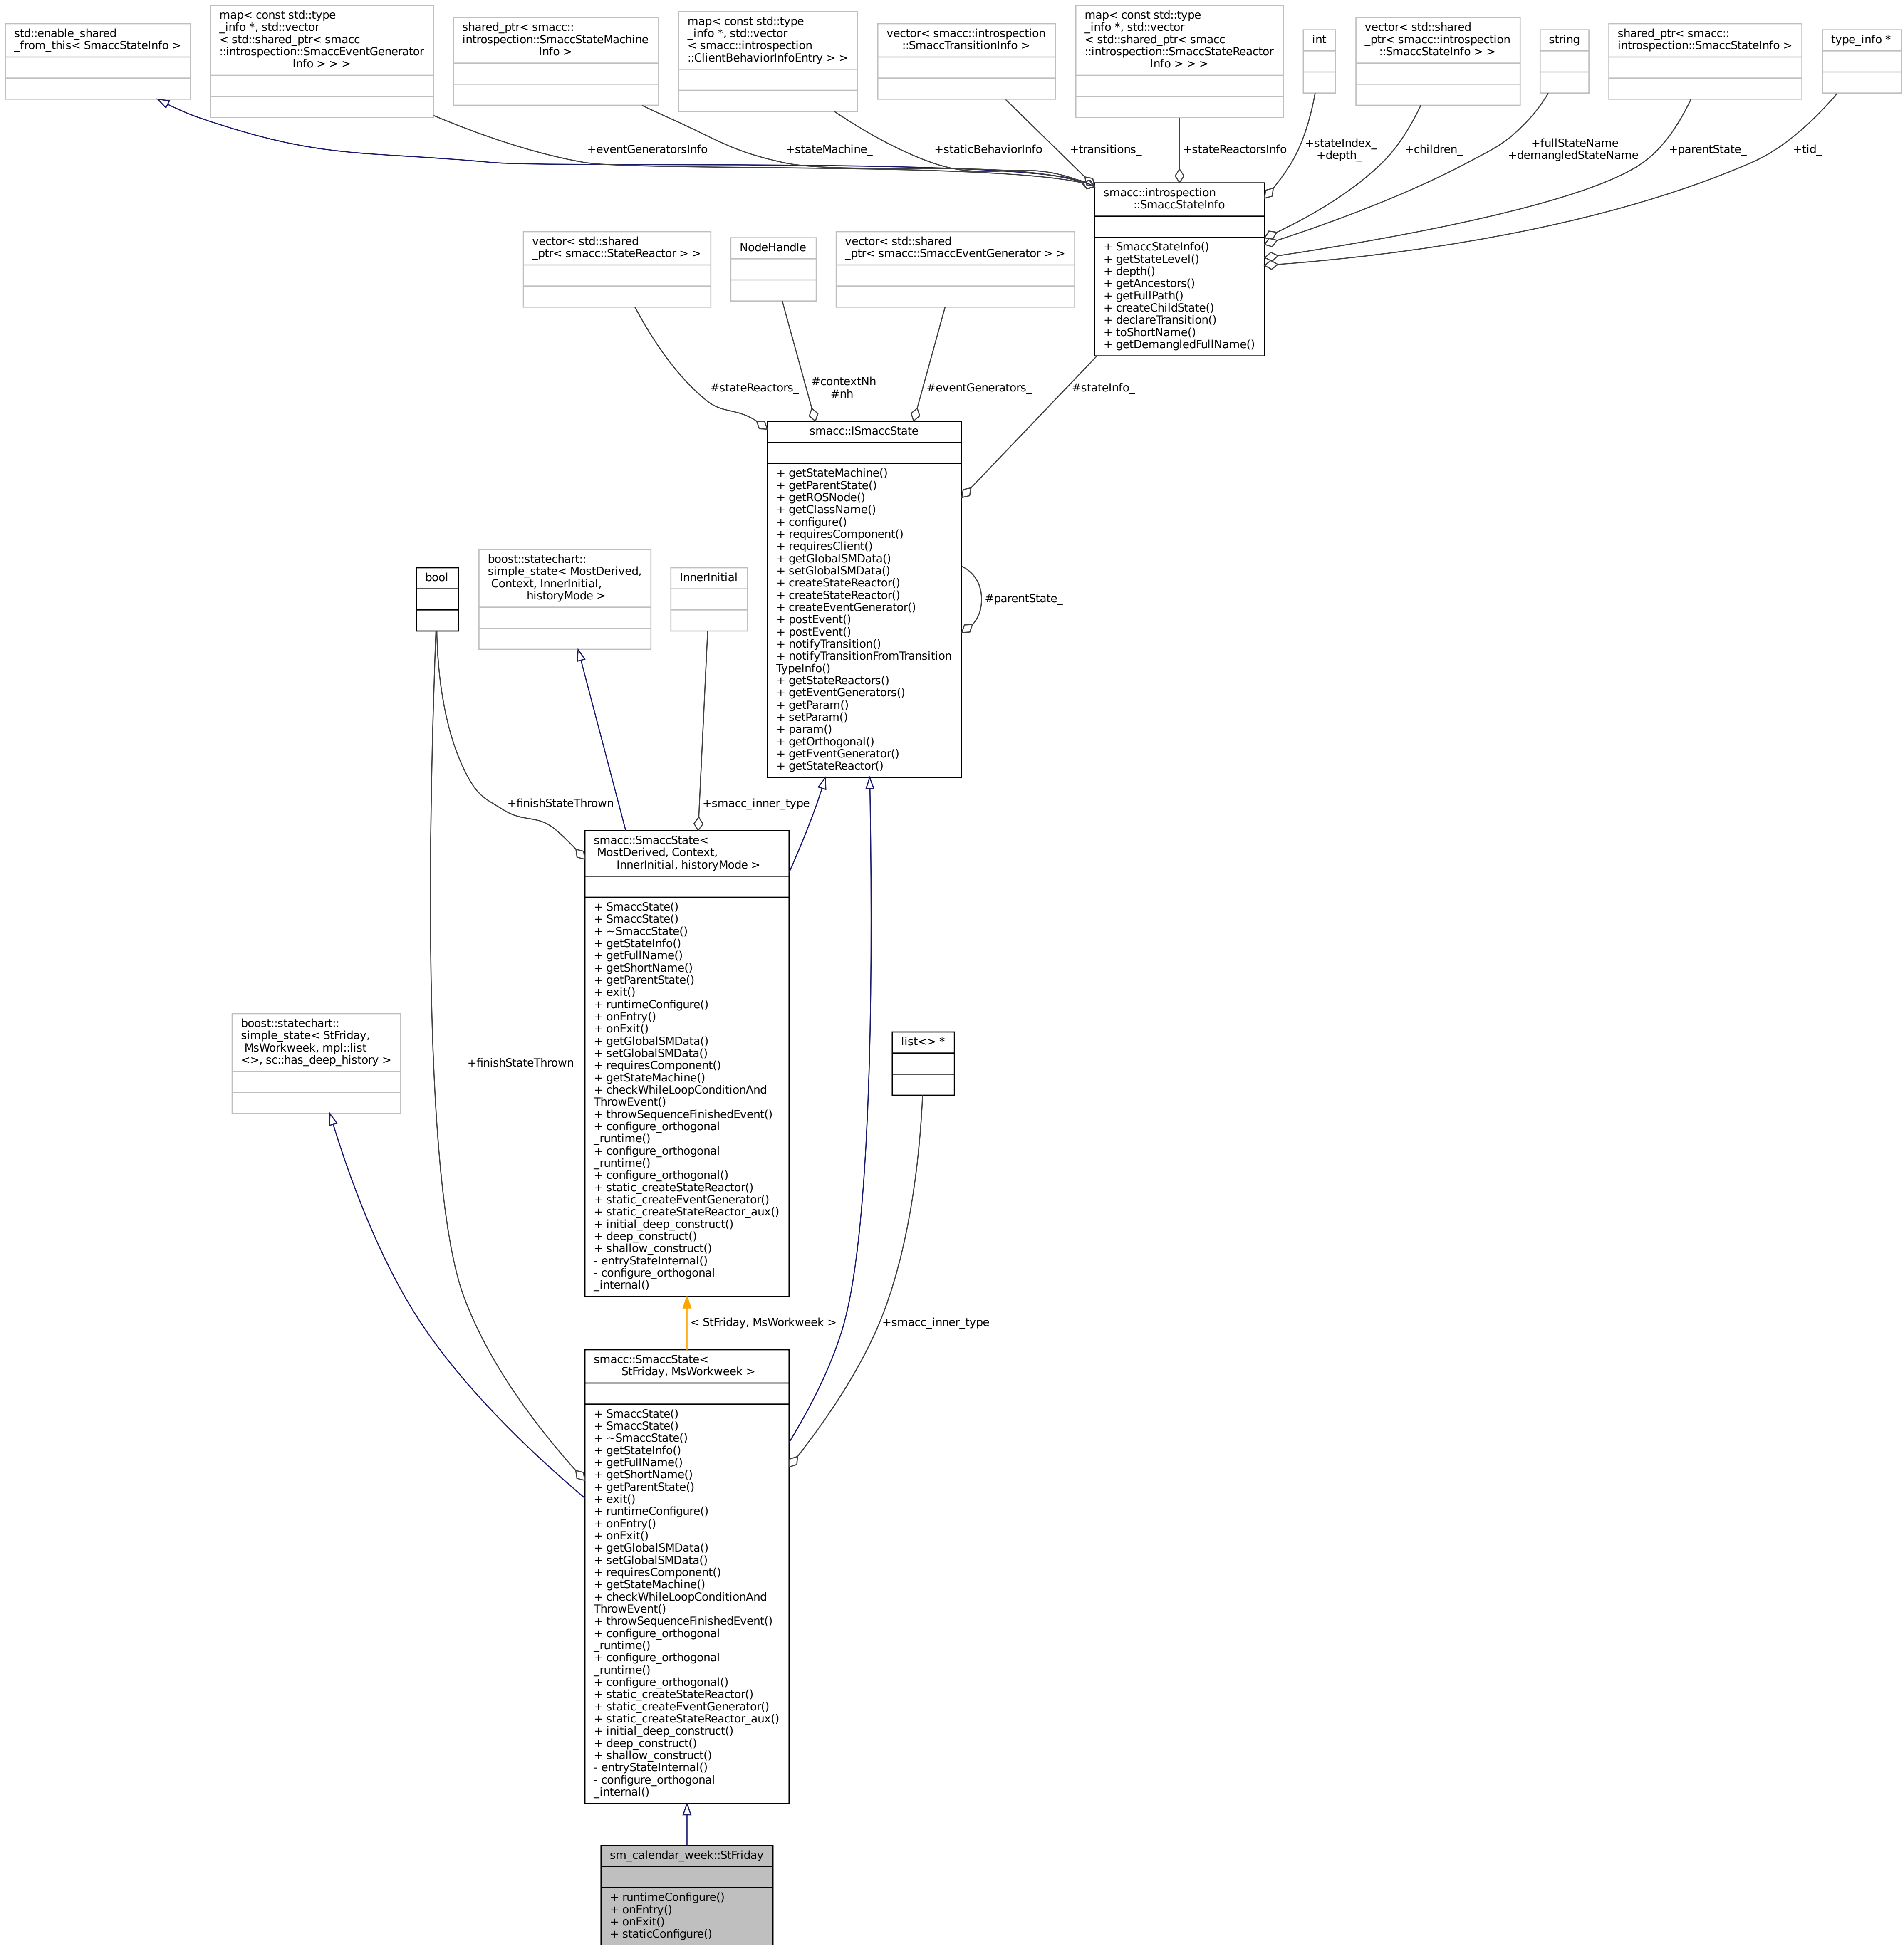 std::enable_shared
_from_this< SmaccStateInfo >
map< const std::type
_info *, std::vector
< std::shared_ptr< smacc
::introspection::SmaccEventGenerator
Info > > >
shared_ptr< smacc::
introspection::SmaccStateMachine
Info >
map< const std::type
_info *, std::vector
< smacc::introspection
::ClientBehaviorInfoEntry > >
vector< smacc::introspection
::SmaccTransitionInfo >
map< const std::type
_info *, std::vector
< std::shared_ptr< smacc
::introspection::SmaccStateReactor
Info > > >
int
vector< std::shared
_ptr< smacc::introspection
::SmaccStateInfo > >
string
shared_ptr< smacc::
introspection::SmaccStateInfo >
type_info *
+eventGeneratorsInfo
+stateMachine_
+staticBehaviorInfo
+transitions_
+stateReactorsInfo
+stateIndex_
+depth_
+children_
+fullStateName
+demangledStateName
+parentState_
+tid_
smacc::introspection
::SmaccStateInfo
+ SmaccStateInfo()
+ getStateLevel()
+ depth()
+ getAncestors()
+ getFullPath()
+ createChildState()
+ declareTransition()
+ toShortName()
+ getDemangledFullName()
vector< std::shared
_ptr< smacc::StateReactor > >
NodeHandle
vector< std::shared
_ptr< smacc::SmaccEventGenerator > >
#stateReactors_
#contextNh
#nh
#eventGenerators_
#stateInfo_
smacc::ISmaccState
+ getStateMachine()
+ getParentState()
+ getROSNode()
+ getClassName()
+ configure()
+ requiresComponent()
+ requiresClient()
+ getGlobalSMData()
+ setGlobalSMData()
+ createStateReactor()
+ createStateReactor()
+ createEventGenerator()
+ postEvent()
+ postEvent()
+ notifyTransition()
+ notifyTransitionFromTransition
TypeInfo()
+ getStateReactors()
+ getEventGenerators()
+ getParam()
+ setParam()
+ param()
+ getOrthogonal()
+ getEventGenerator()
+ getStateReactor()
#parentState_
bool
boost::statechart::
simple_state< MostDerived,
Context, InnerInitial,
historyMode >
InnerInitial
+finishStateThrown
+smacc_inner_type
smacc::SmaccState<
MostDerived, Context,
InnerInitial, historyMode >
+ SmaccState()
+ SmaccState()
+ ~SmaccState()
+ getStateInfo()
+ getFullName()
+ getShortName()
+ getParentState()
+ exit()
+ runtimeConfigure()
+ onEntry()
+ onExit()
+ getGlobalSMData()
+ setGlobalSMData()
+ requiresComponent()
+ getStateMachine()
+ checkWhileLoopConditionAnd
ThrowEvent()
+ throwSequenceFinishedEvent()
+ configure_orthogonal
_runtime()
+ configure_orthogonal
_runtime()
+ configure_orthogonal()
+ static_createStateReactor()
+ static_createEventGenerator()
+ static_createStateReactor_aux()
+ initial_deep_construct()
+ deep_construct()
+ shallow_construct()
- entryStateInternal()
- configure_orthogonal
_internal()
boost::statechart::
simple_state< StFriday,
MsWorkweek, mpl::list
<>, sc::has_deep_history >
+finishStateThrown
list<> *
< StFriday, MsWorkweek >
+smacc_inner_type
smacc::SmaccState<
StFriday, MsWorkweek >
+ SmaccState()
+ SmaccState()
+ ~SmaccState()
+ getStateInfo()
+ getFullName()
+ getShortName()
+ getParentState()
+ exit()
+ runtimeConfigure()
+ onEntry()
+ onExit()
+ getGlobalSMData()
+ setGlobalSMData()
+ requiresComponent()
+ getStateMachine()
+ checkWhileLoopConditionAnd
ThrowEvent()
+ throwSequenceFinishedEvent()
+ configure_orthogonal
_runtime()
+ configure_orthogonal
_runtime()
+ configure_orthogonal()
+ static_createStateReactor()
+ static_createEventGenerator()
+ static_createStateReactor_aux()
+ initial_deep_construct()
+ deep_construct()
+ shallow_construct()
- entryStateInternal()
- configure_orthogonal
_internal()
sm_calendar_week::StFriday
+ runtimeConfigure()
+ onEntry()
+ onExit()
+ staticConfigure()